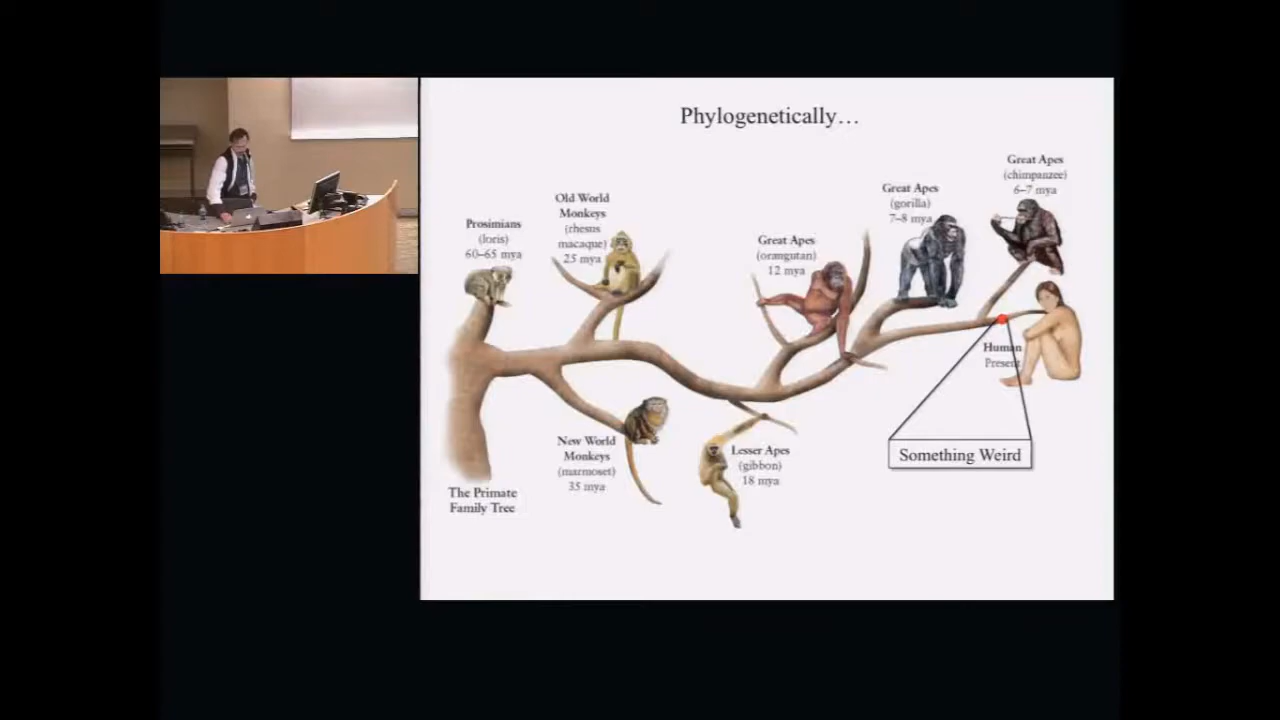 Phylogenetically…
Great Apes
(chimpanzee)
6–7 mya
Great Apes
(gorilla)
7–8 mya
Old World
Monkeys
(rhesus
macaque)
25 mya
Prosimians
(loris)
60–65 mya
Great Apes
(orangutan)
12 mya
Human
Present
New World
Monkeys
(marmoset)
35 mya
Lesser Apes
(gibbon)
18 mya
Something Weird
The Primate
Family Tree